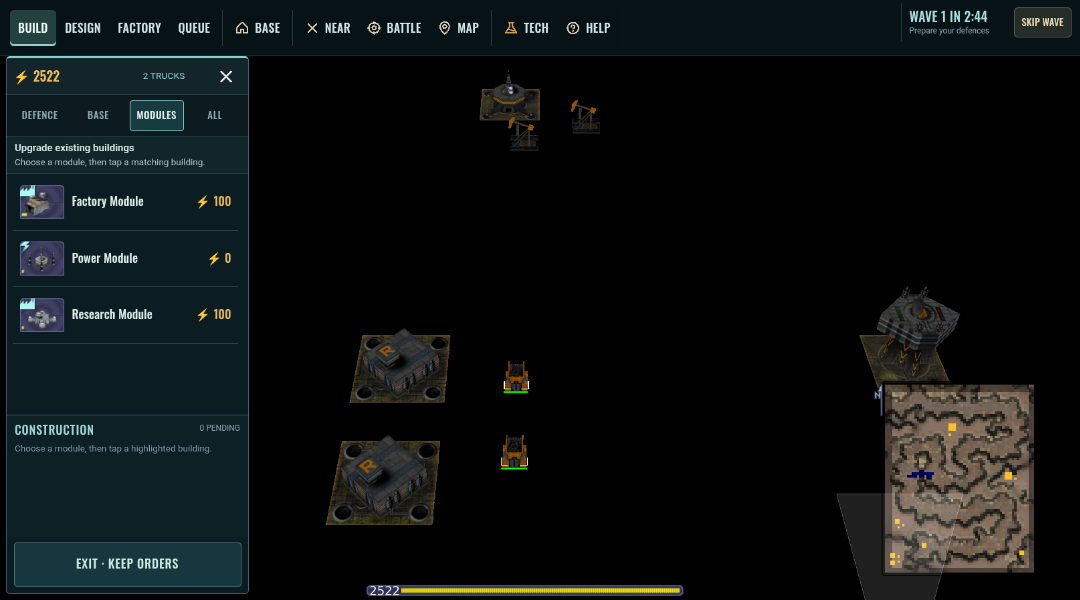 BUILD
DESIGN
FACTORY
QUEUE
BASE
NEAR
BATTLE
MAP
TECH
HELP
WAVE 1 IN 2:44
Prepare your defences
SKIP WAVE
2522
2 TRUCKS
DEFENCE
BASE
MODULES
ALL
Upgrade existing buildings
Choose a module, then tap a matching building.
Factory Module
100
Power Module
0
Research Module
100
CONSTRUCTION
0 PENDING
Choose a module, then tap a highlighted building.
EXIT · KEEP ORDERS
R
R
N
2522